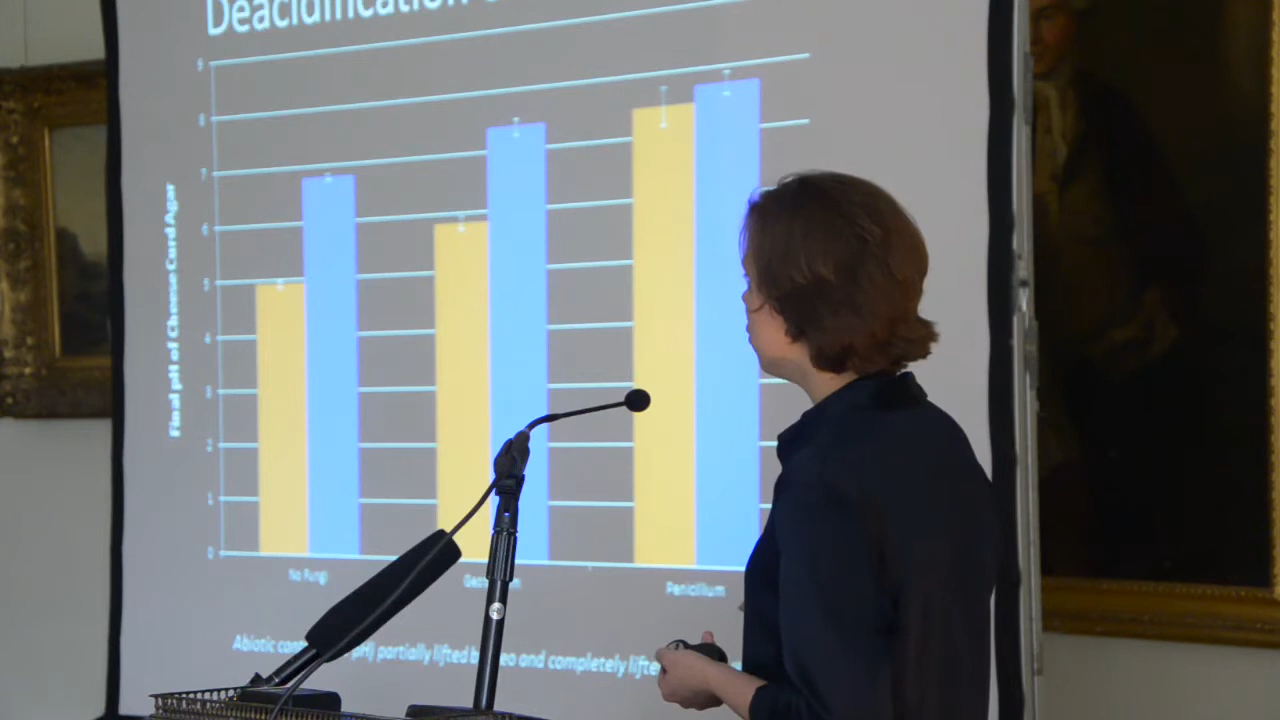 Deacidification
9
8
7
6
5
4
3
2
1
0
Final pH of Cheese Curd Agar
No Fungi
Penicillium
Abiotic pH) partially lifted and completely